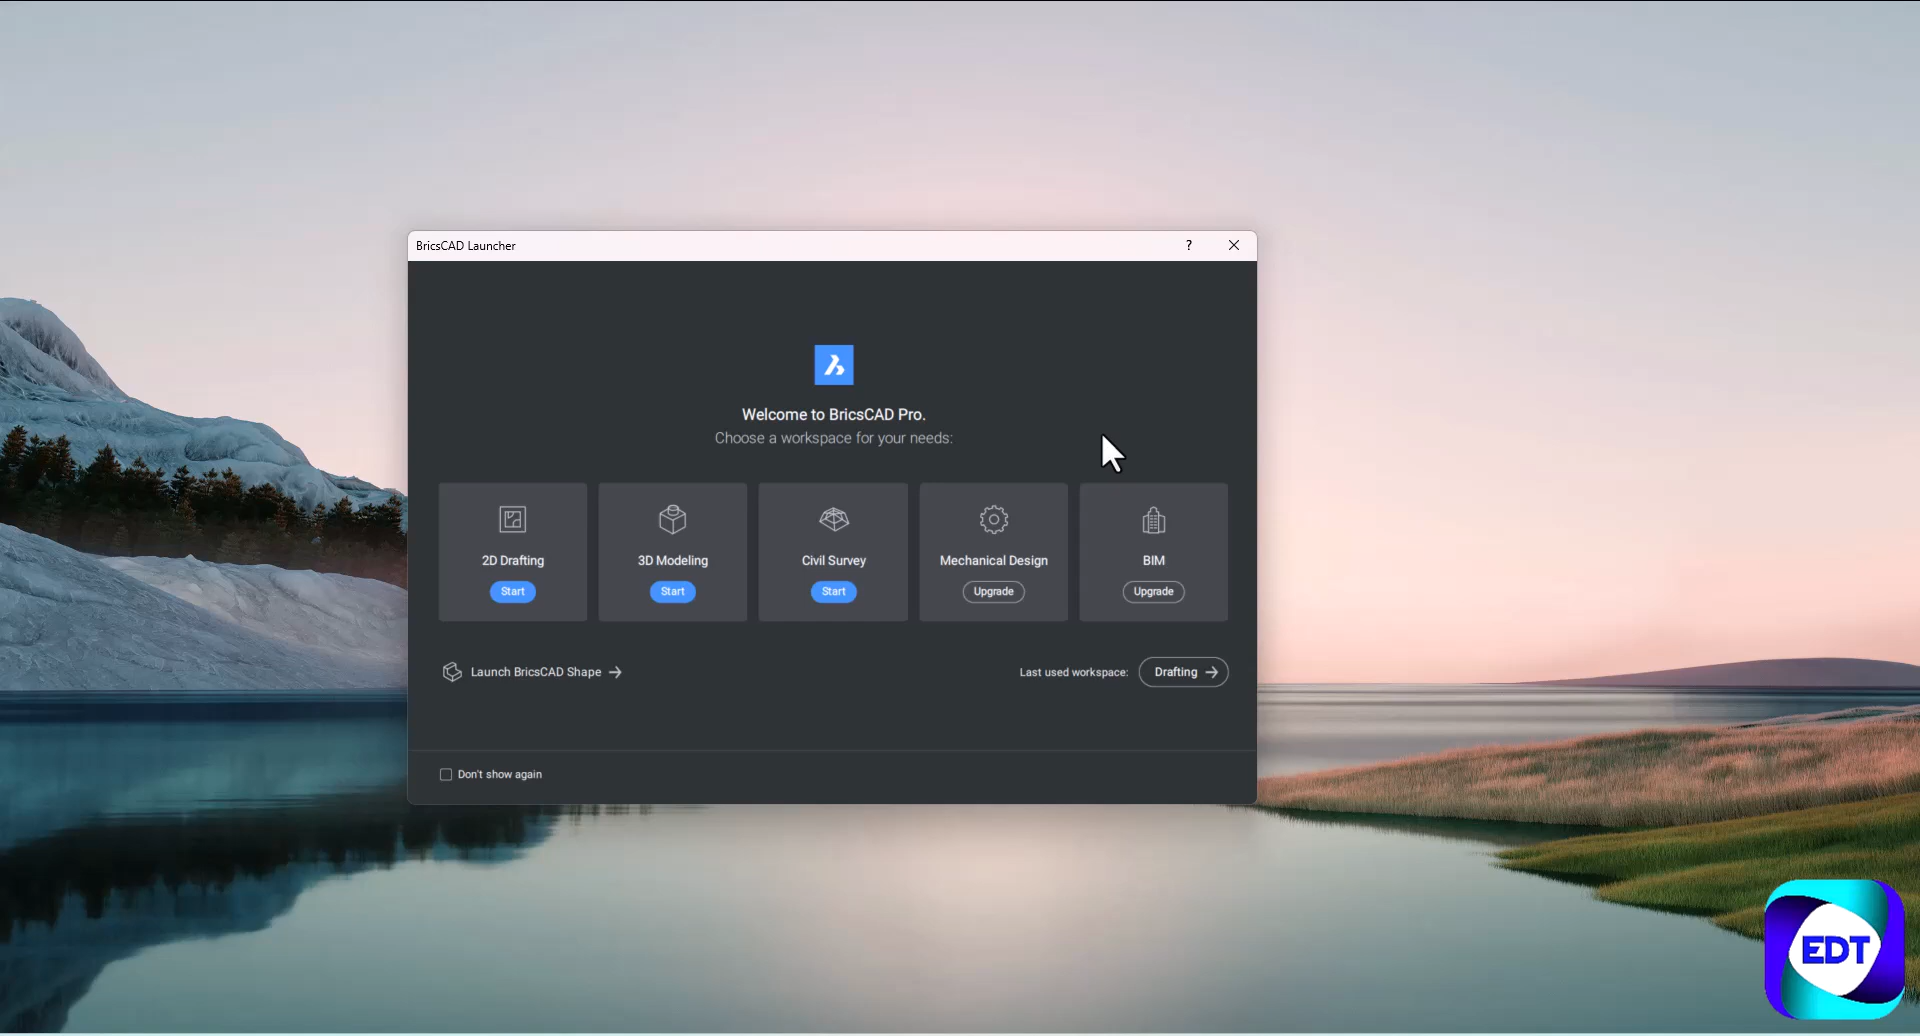 BricsCAD Launcher
?
Welcome to BricsCAD Pro.
Choose a workspace for your needs:
2D Drafting
Start
3D Modeling
Start
Civil Survey
Start
Mechanical Design
Upgrade
BIM
Upgrade
Launch BricsCAD Shape →
Last used workspace: Drafting →
Don't show again
EDT